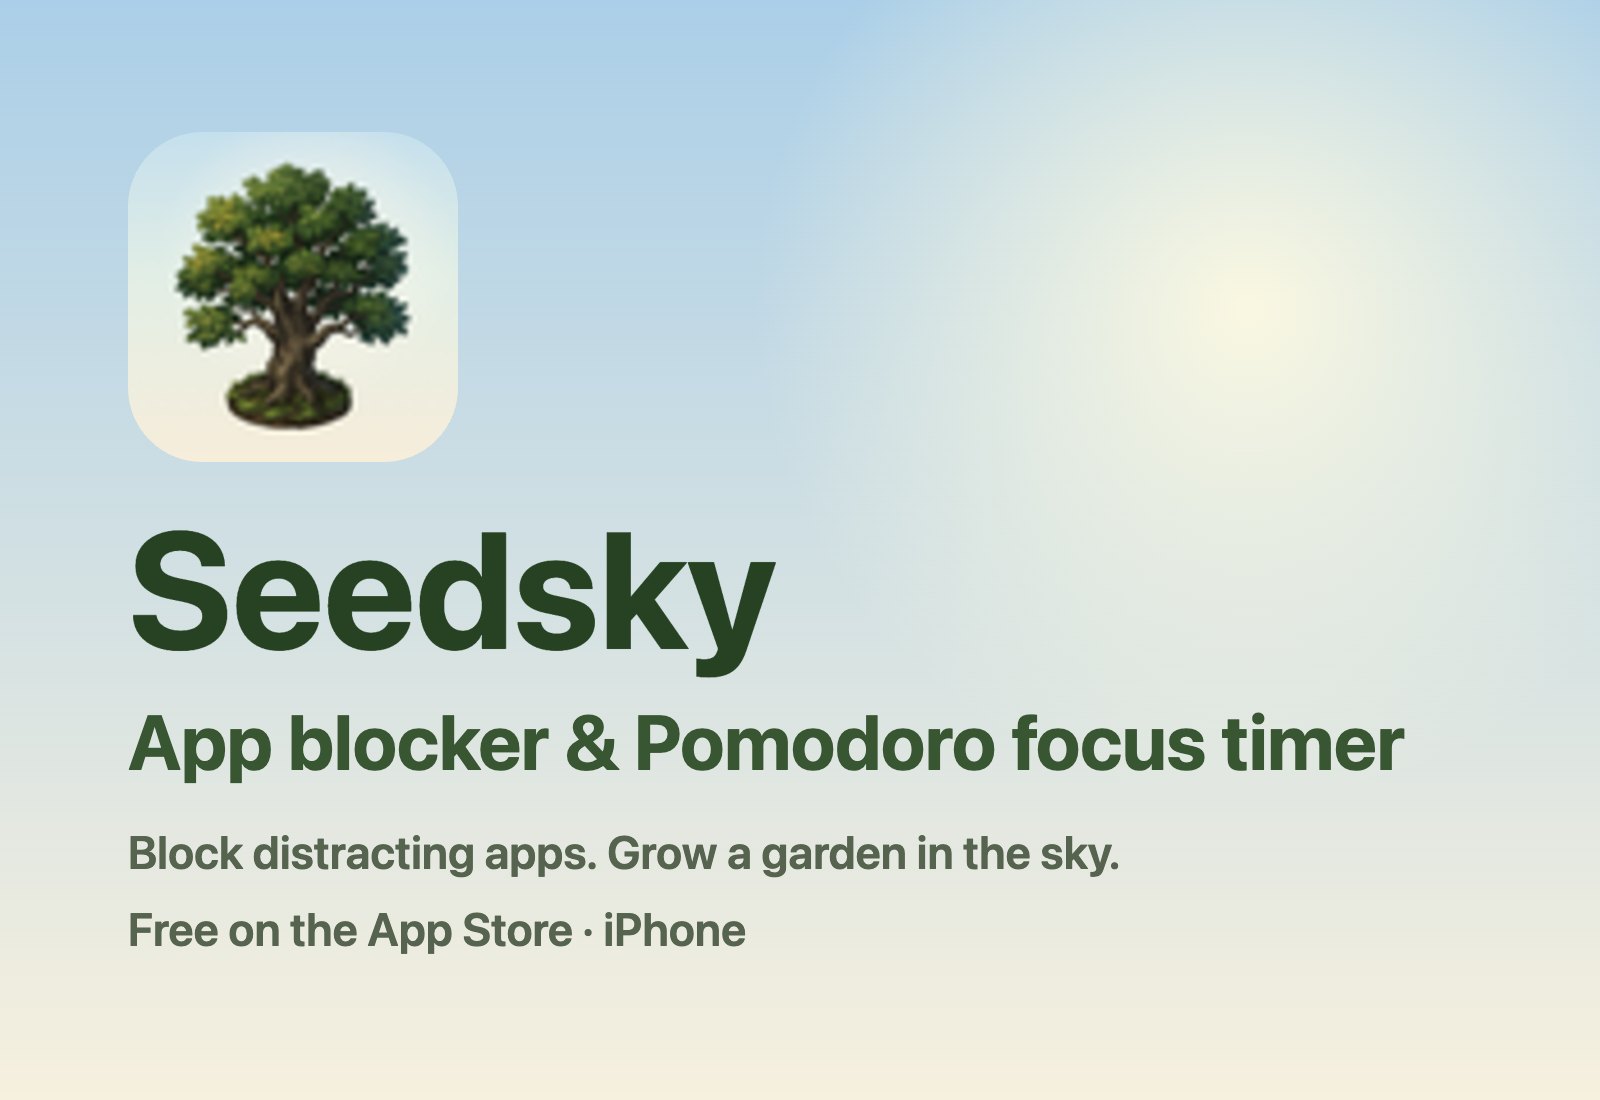 Seedsky
App blocker & Pomodoro focus timer
Block distracting apps. Grow a garden in the sky.
Free on the App Store · iPhone